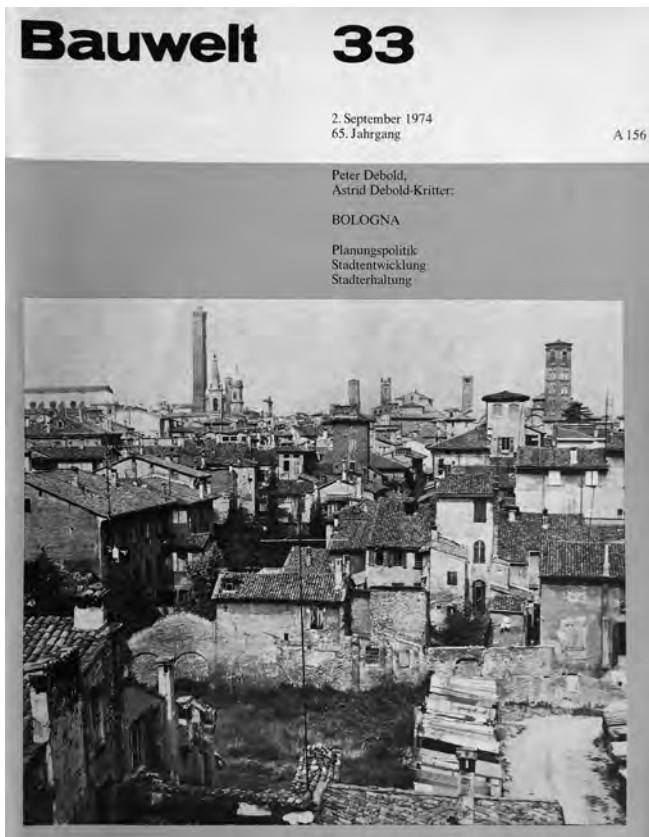 Bauwelt 33
2. September 1974
65. Jahrgang
A 156
Peter Debold,
Astrid Debold-Kritter:
BOLOGNA
Planungspolitik
Stadtentwicklung
Stadterhaltung